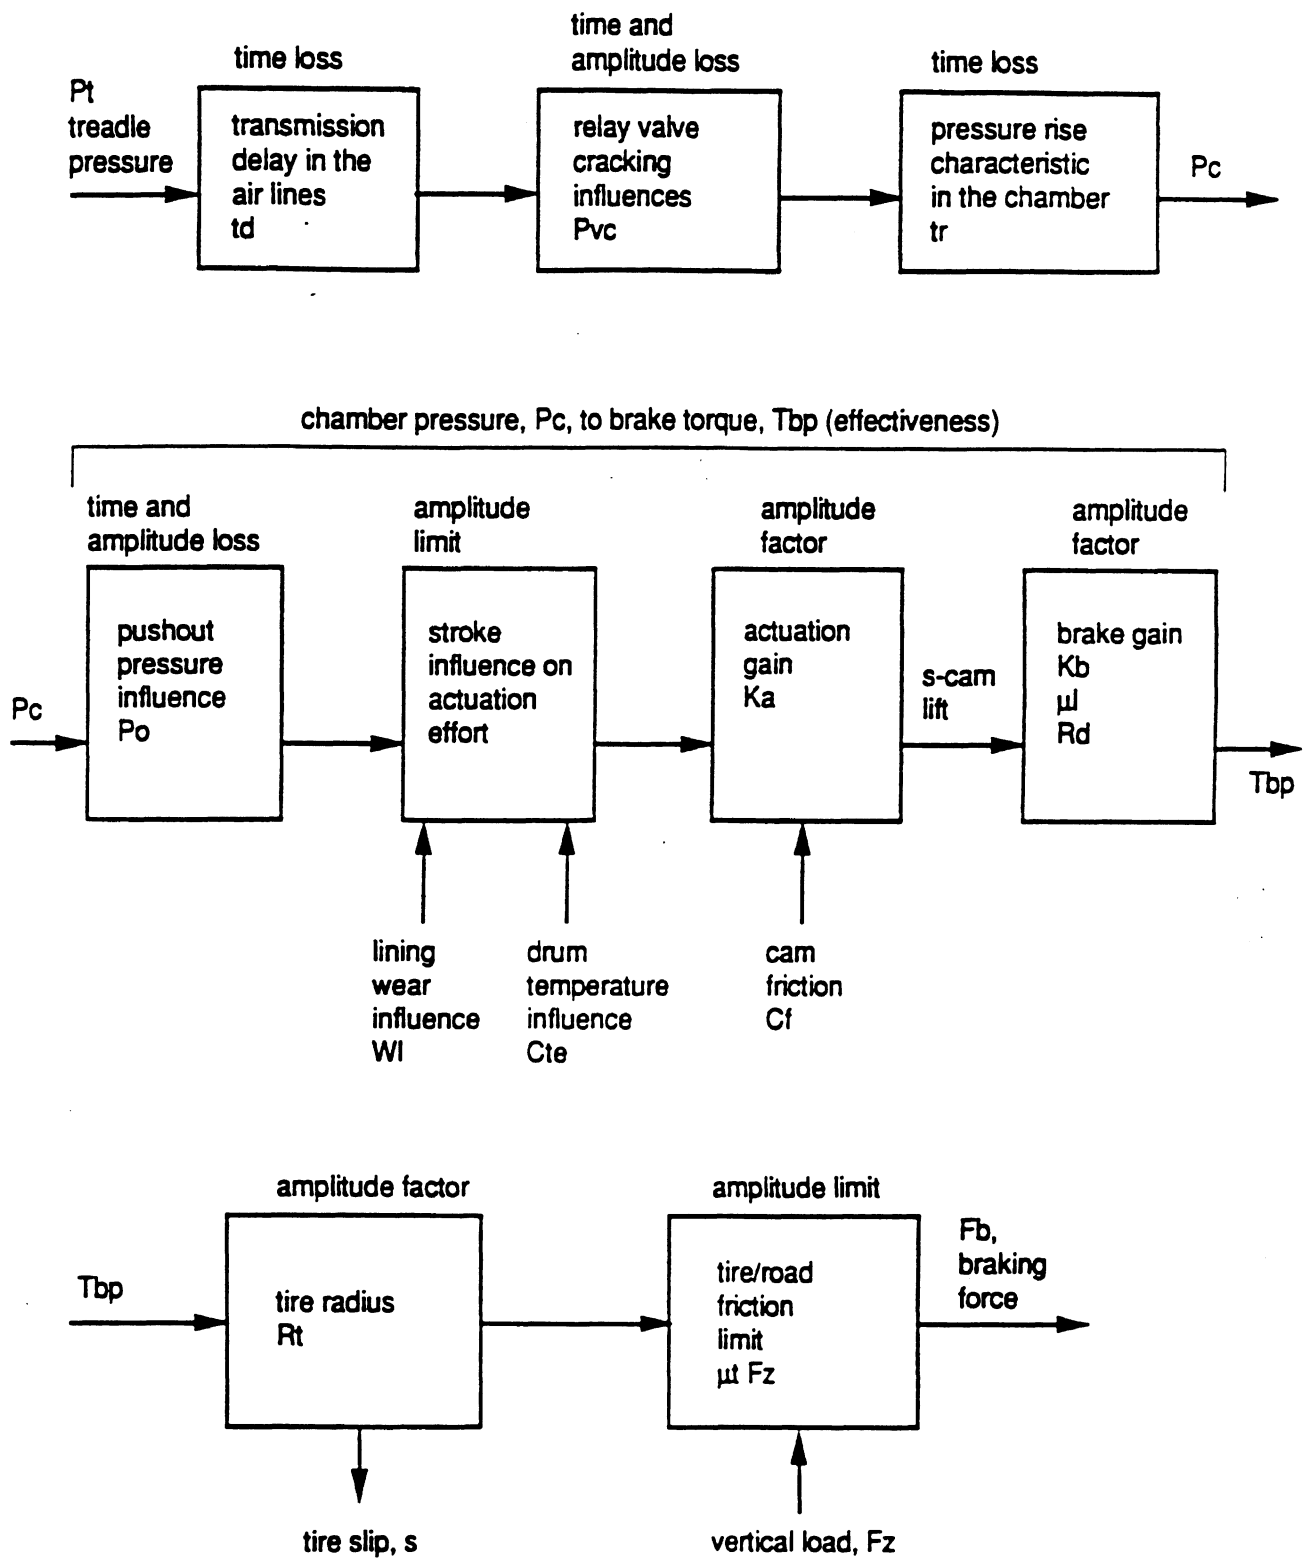 time loss
time and
amplitude loss
time loss
Pt
treadle
pressure
transmission
delay in the
air lines
td
relay valve
cracking
influences
Pvc
pressure rise
characteristic
in the chamber
tr
Pc
chamber pressure, Pc, to brake torque, Tbp (effectiveness)
time and
amplitude loss
amplitude
limit
amplitude
factor
amplitude
factor
Pc
pushout
pressure
influence
Po
stroke
influence on
actuation
effort
actuation
gain
Ka
s-cam
lift
brake gain
Kb
µl
Rd
Tbp
lining
wear
influence
Wl
drum
temperature
influence
Cte
cam
friction
Cf
amplitude factor
amplitude limit
Tbp
tire radius
Rt
tire/road
friction
limit
µt Fz
Fb,
braking
force
tire slip, s
vertical load, Fz